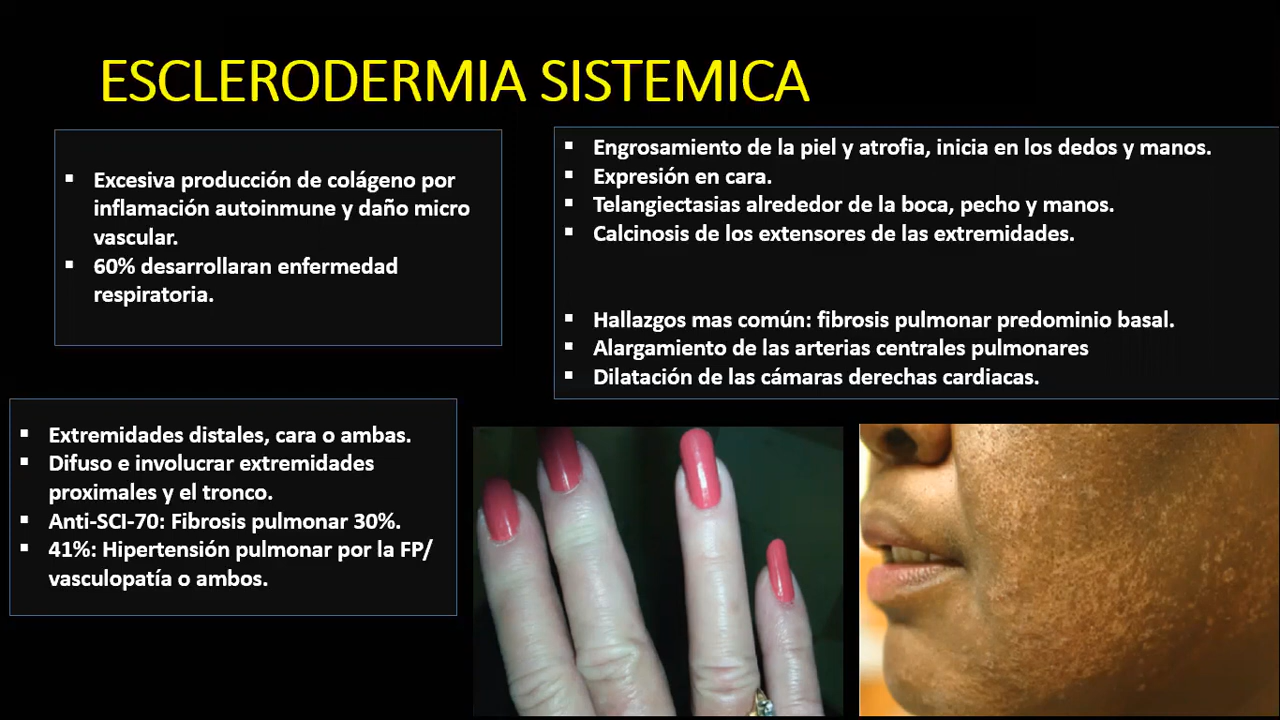 ESCLERODERMIA SISTEMICA
▪ Excesiva producción de colágeno por
inflamación autoinmune y daño micro
vascular.
▪ 60% desarrollaran enfermedad
respiratoria.
▪ Engrosamiento de la piel y atrofia, inicia en los dedos y manos.
▪ Expresión en cara.
▪ Telangiectasias alrededor de la boca, pecho y manos.
▪ Calcinosis de los extensores de las extremidades.
▪ Hallazgos mas común: fibrosis pulmonar predominio basal.
▪ Alargamiento de las arterias centrales pulmonares
▪ Dilatación de las cámaras derechas cardiacas.
▪ Extremidades distales, cara o ambas.
▪ Difuso e involucrar extremidades
proximales y el tronco.
▪ Anti-SCI-70: Fibrosis pulmonar 30%.
▪ 41%: Hipertensión pulmonar por la FP/
vasculopatía o ambos.